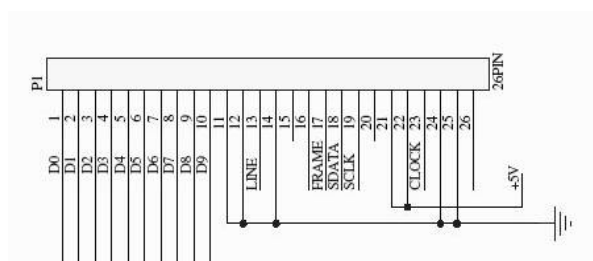 P1
26PIN
1 2 3 4 5 6 7 8 9 10 11 12 13 14 15 16 17 18 19 20 21 22 23 24 25 26
D0 D1 D2 D3 D4 D5 D6 D7 D8 D9 LINE FRAME SDATA SCLK CLOCK +5V